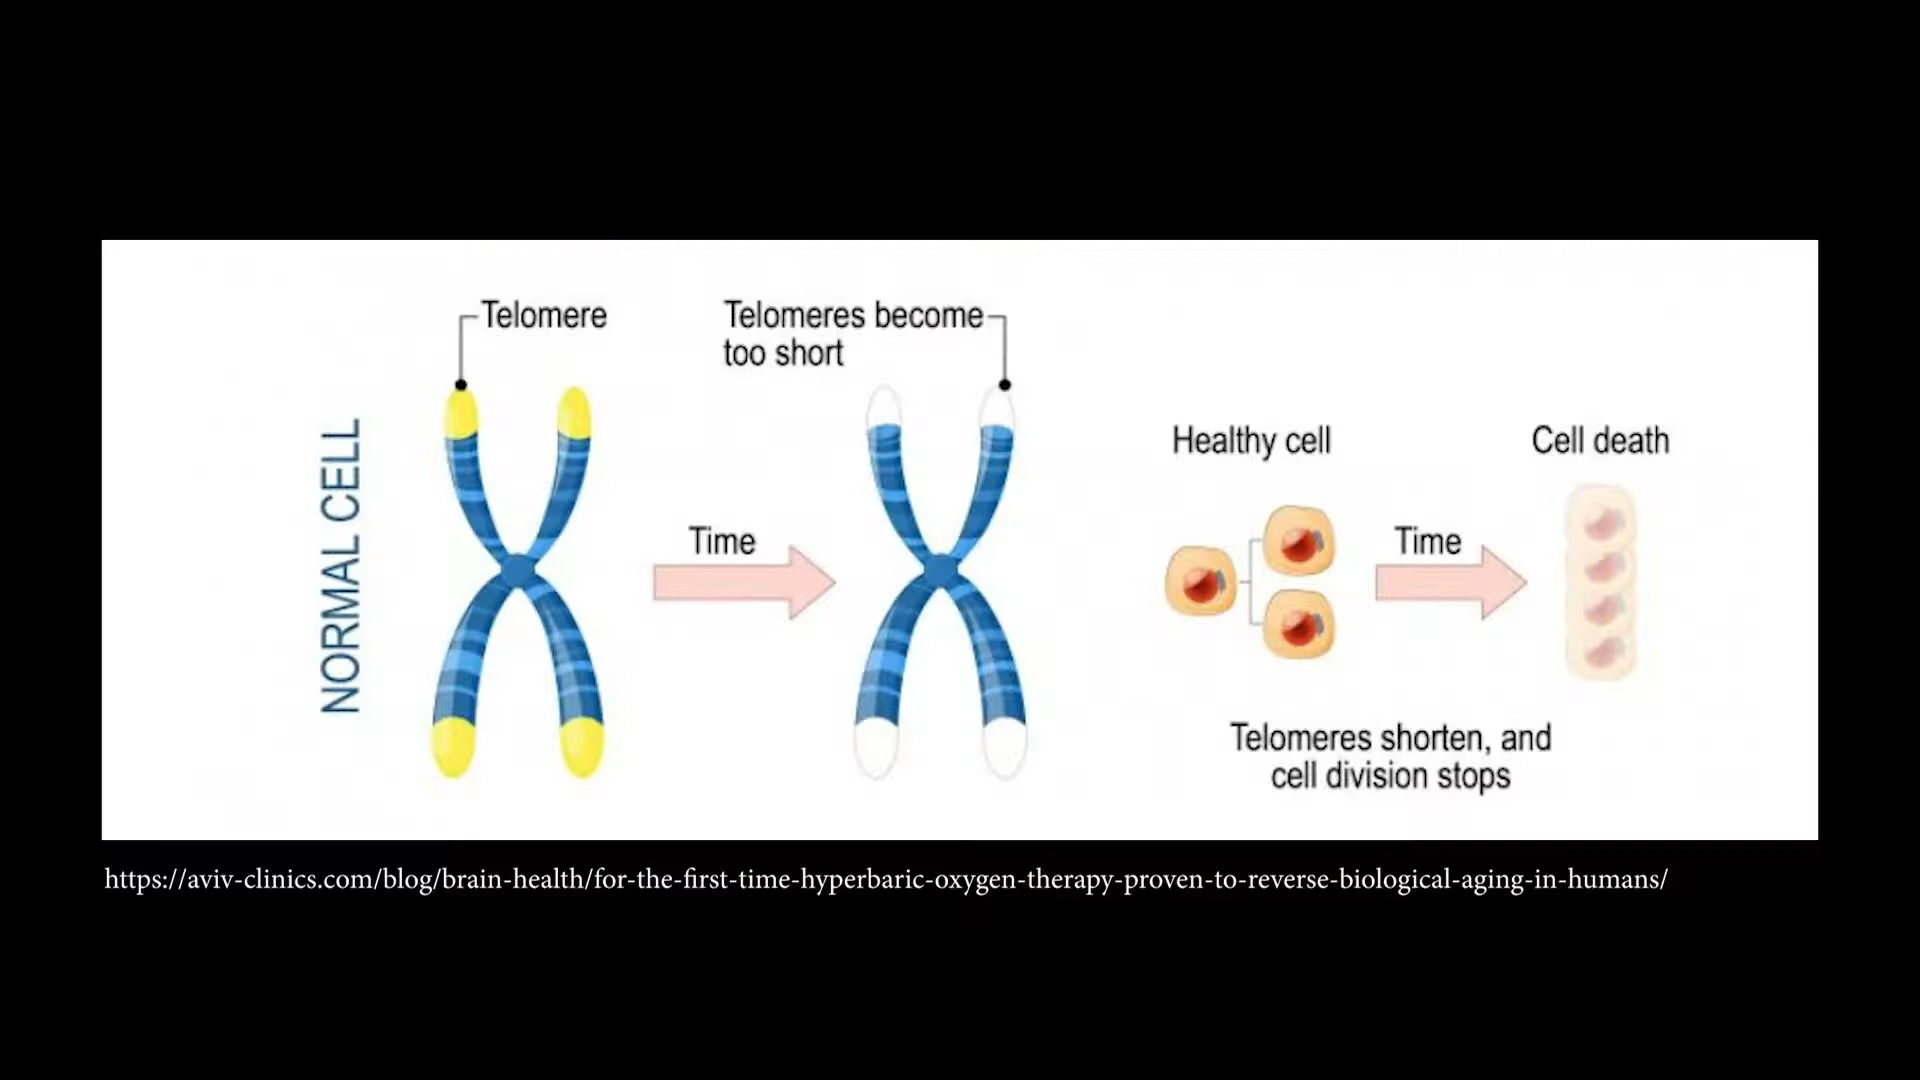 Telomere
Telomeres become
too short
NORMAL CELL
Time
Healthy cell
Cell death
Time
Telomeres shorten, and
cell division stops
https://aviv-clinics.com/blog/brain-health/for-the-first-time-hyperbaric-oxygen-therapy-proven-to-reverse-biological-aging-in-humans/